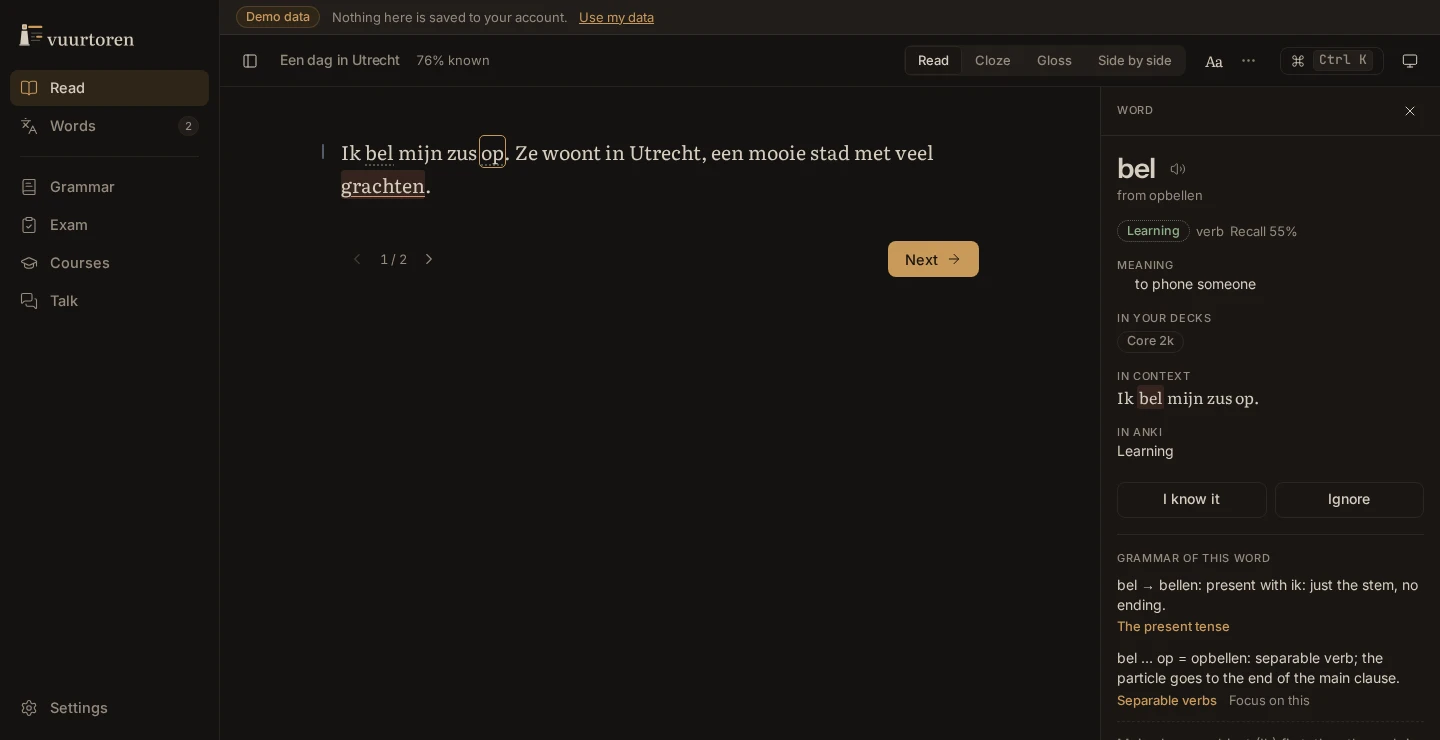 vuurtoren
Read
Words 2
Grammar
Exam
Courses
Talk
Settings
Demo data Nothing here is saved to your account. Use my data
Een dag in Utrecht 76% known Read Cloze Gloss Side by side Aa ··· ⌘ Ctrl K
Ik bel mijn zus op. Ze woont in Utrecht, een mooie stad met veel
grachten.
1 / 2
Next →
WORD
bel
from opbellen
Learning verb Recall 55%
MEANING
to phone someone
IN YOUR DECKS
Core 2k
IN CONTEXT
Ik bel mijn zus op.
IN ANKI
Learning
I know it Ignore
GRAMMAR OF THIS WORD
bel → bellen: present with ik: just the stem, no
ending.
The present tense
bel … op = opbellen: separable verb; the
particle goes to the end of the main clause.
Separable verbs Focus on this